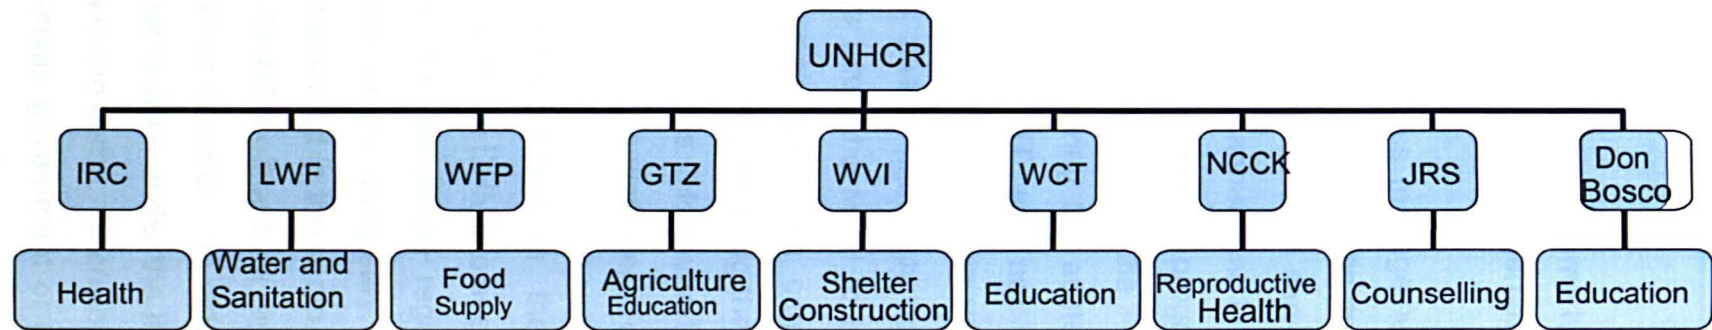 UNHCR
IRC
LWF
WFP
GTZ
WVI
WCT
NCCK
JRS
Don
Bosco
Health
Water and
Sanitation
Food
Supply
Agriculture
Education
Shelter
Construction
Education
Reproductive
Health
Counselling
Education